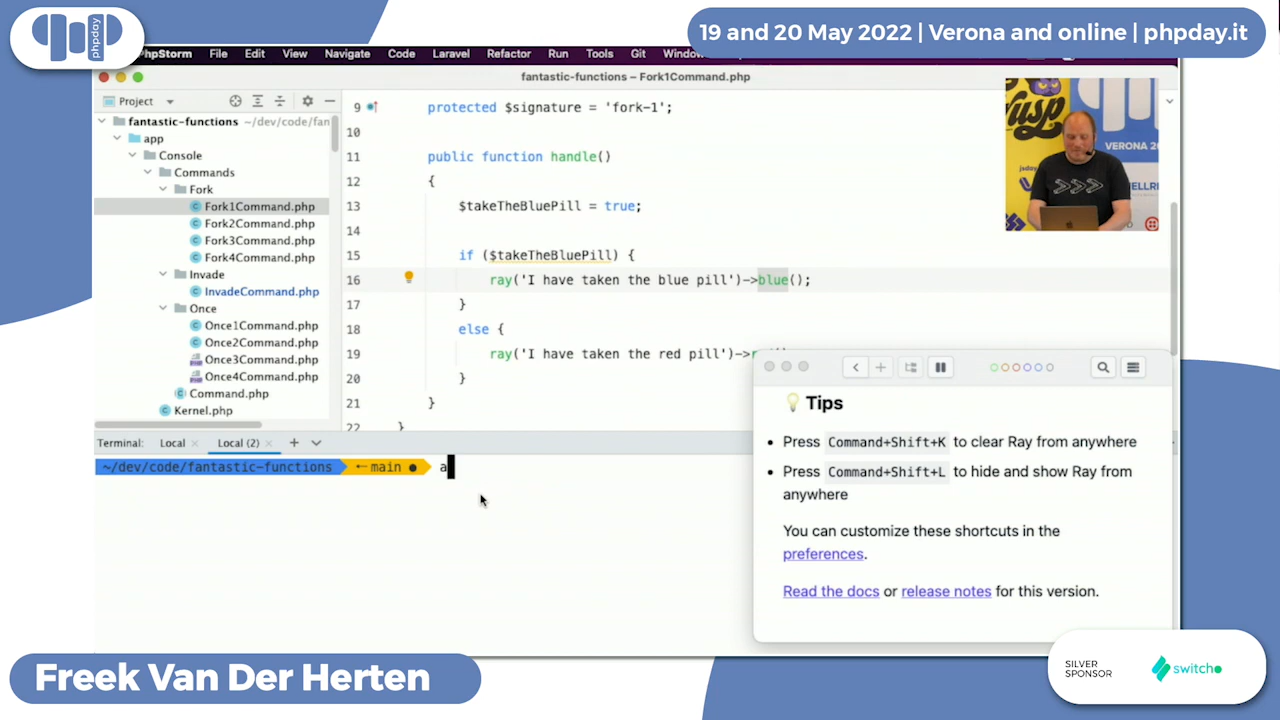 phpday
19 and 20 May 2022 | Verona and online | phpday.it
PhpStorm File Edit View Navigate Code Laravel Refactor Run Tools Git Window
fantastic-functions – Fork1Command.php
Project
fantastic-functions ~/dev/code/fan
app
Console
Commands
Fork
Fork1Command.php
Fork2Command.php
Fork3Command.php
Fork4Command.php
Invade
InvadeCommand.php
Once
Once1Command.php
Once2Command.php
Once3Command.php
Once4Command.php
Command.php
Kernel.php
9 protected $signature = 'fork-1';
10
11 public function handle()
12 {
13 $takeTheBluePill = true;
14
15 if ($takeTheBluePill) {
16 ray('I have taken the blue pill')->blue();
17 }
18 else {
19 ray('I have taken the red pill')->
20 }
21 }
22 }
VERONA 2
Terminal: Local × Local (2) × +
~/dev/code/fantastic-functions ←main ● a
Tips
• Press Command+Shift+K to clear Ray from anywhere
• Press Command+Shift+L to hide and show Ray from
anywhere
You can customize these shortcuts in the
preferences.
Read the docs or release notes for this version.
Freek Van Der Herten
SILVER
SPONSOR
switcho